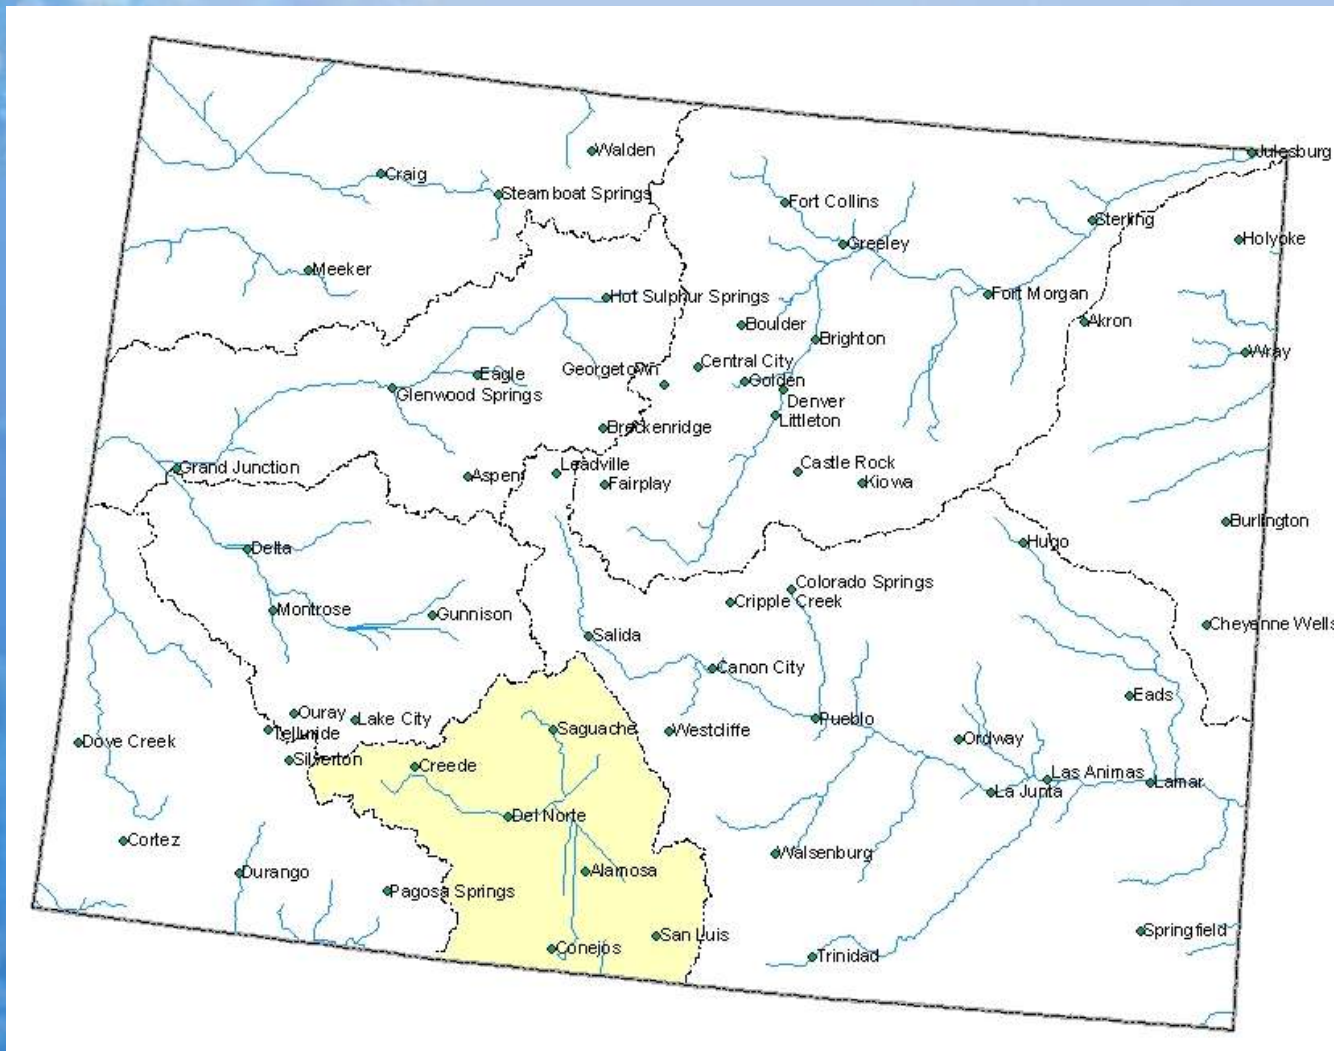 Julesburg
Walden
Craig
Steamboat Springs
Fort Collins
Sterling
Holyoke
Greeley
Meeker
Hot Sulphur Springs
Fort Morgan
Boulder
Akron
Brighton
Wray
Central City
Georgetown
Eagle
Golden
Glenwood Springs
Denver
Littleton
Breckenridge
Leadville
Castle Rock
Grand Junction
Aspen
Fairplay
Kiowa
Burlington
Hugo
Delta
Colorado Springs
Cripple Creek
Montrose
Gunnison
Cheyenne Wells
Salida
Canon City
Eads
Ouray
Lake City
Pueblo
Telluride
Saguache
Westcliffe
Dove Creek
Ordway
Silverton
Creede
Las Animas
Lamar
La Junta
Del Norte
Cortez
Walsenburg
Durango
Alamosa
Pagosa Springs
Springfield
San Luis
Conejos
Trinidad